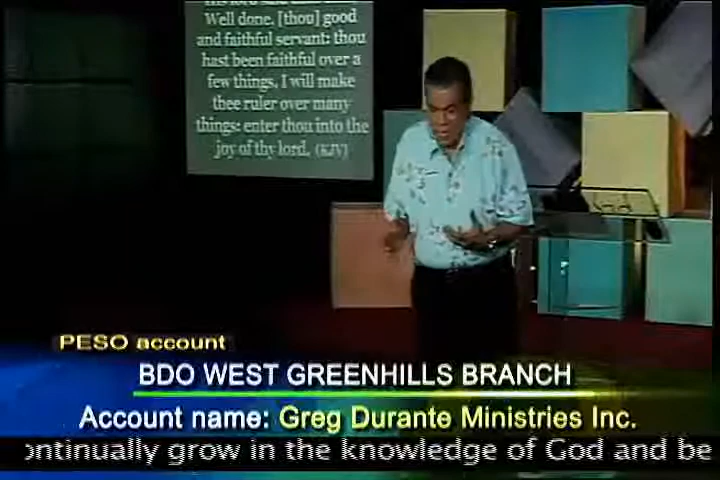 Well done, [thou] good
and faithful servant: thou
hast been faithful over a
few things, I will make
thee ruler over many
things: enter thou into the
joy of thy lord. (KJV)
PESO account
BDO WEST GREENHILLS BRANCH
Account name: Greg Durante Ministries Inc.
ontinually grow in the knowledge of God and be